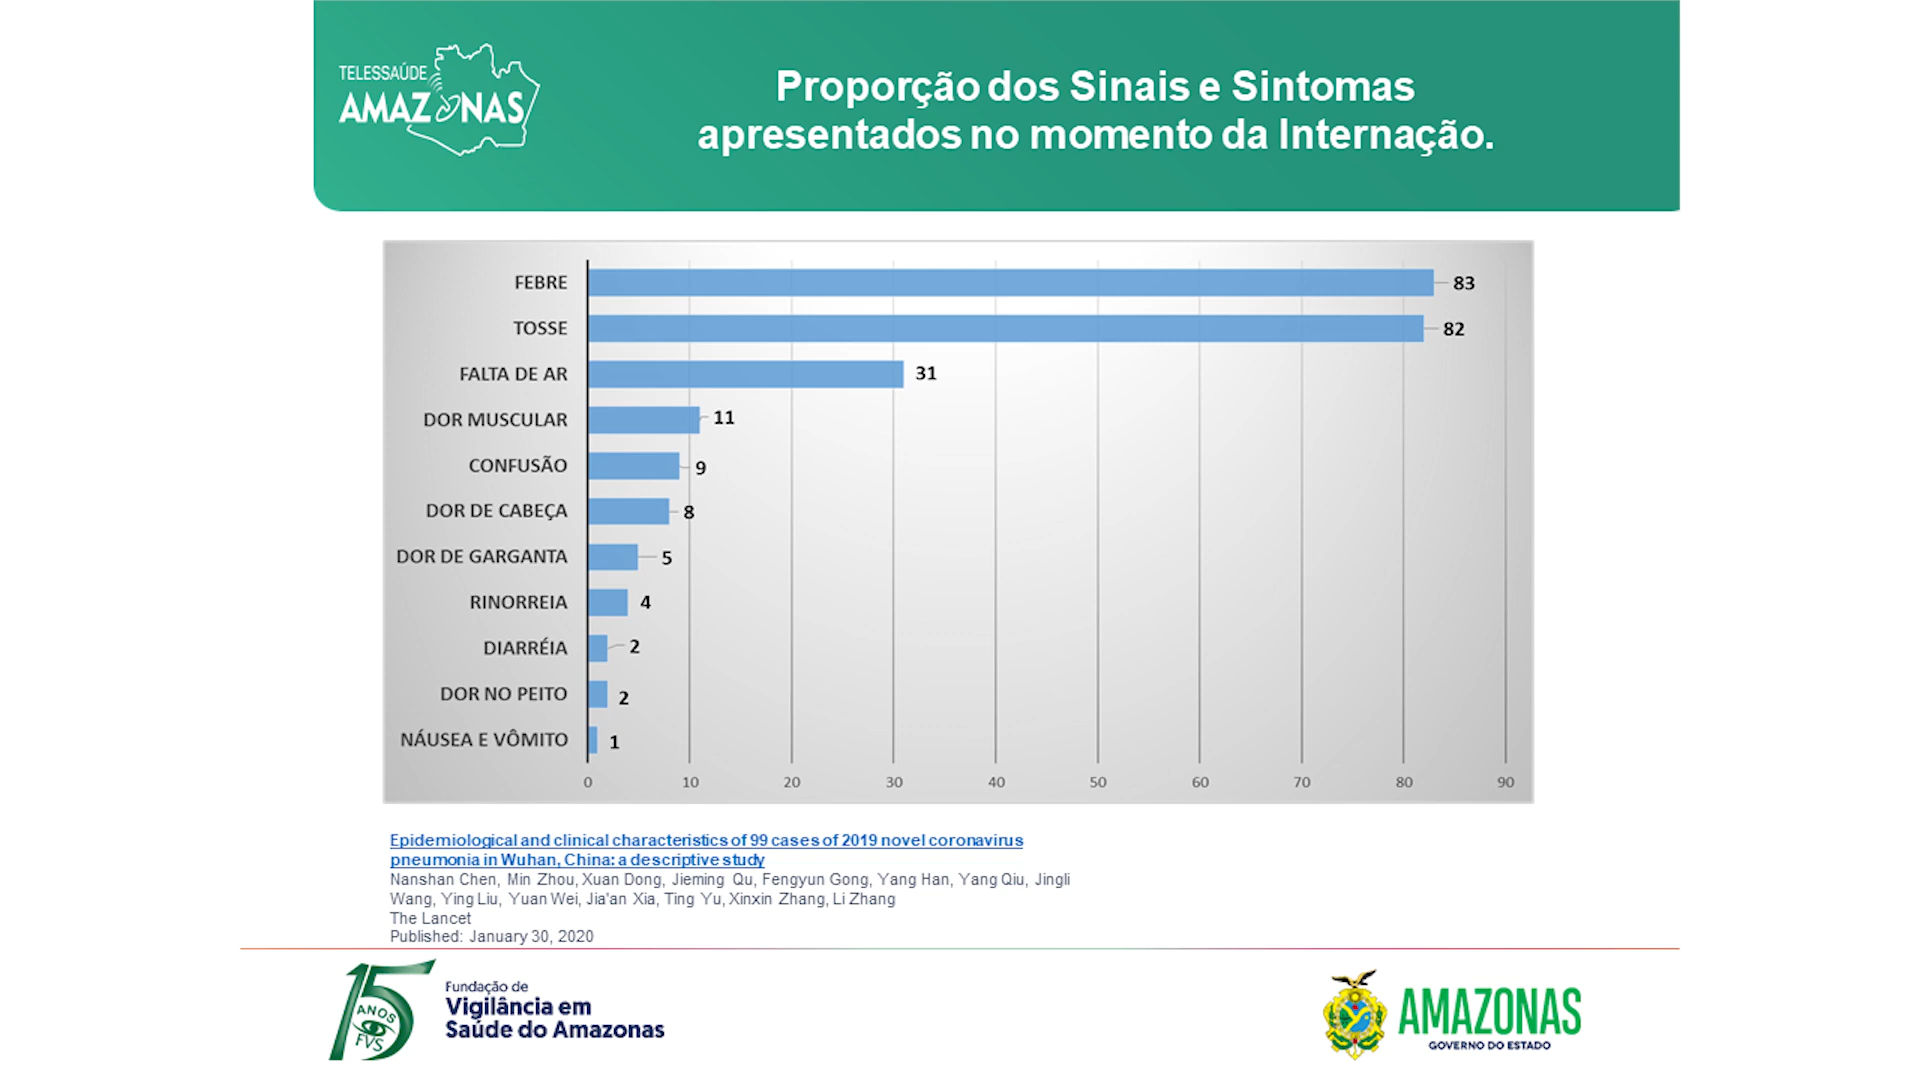 TELESSAÚDE
AMAZONAS
Proporção dos Sinais e Sintomas
apresentados no momento da Internação.
FEBRE 83
TOSSE 82
FALTA DE AR 31
DOR MUSCULAR 11
CONFUSÃO 9
DOR DE CABEÇA 8
DOR DE GARGANTA 5
RINORREIA 4
DIARRÉIA 2
DOR NO PEITO 2
NÁUSEA E VÔMITO 1
0 10 20 30 40 50 60 70 80 90
Epidemiological and clinical characteristics of 99 cases of 2019 novel coronavirus
pneumonia in Wuhan, China: a descriptive study
Nanshan Chen, Min Zhou, Xuan Dong, Jieming Qu, Fengyun Gong, Yang Han, Yang Qiu, Jingli
Wang, Ying Liu, Yuan Wei, Jia'an Xia, Ting Yu, Xinxin Zhang, Li Zhang
The Lancet
Published: January 30, 2020
15
ANOS
FVS
Fundação de
Vigilância em
Saúde do Amazonas
AMAZONAS
GOVERNO DO ESTADO